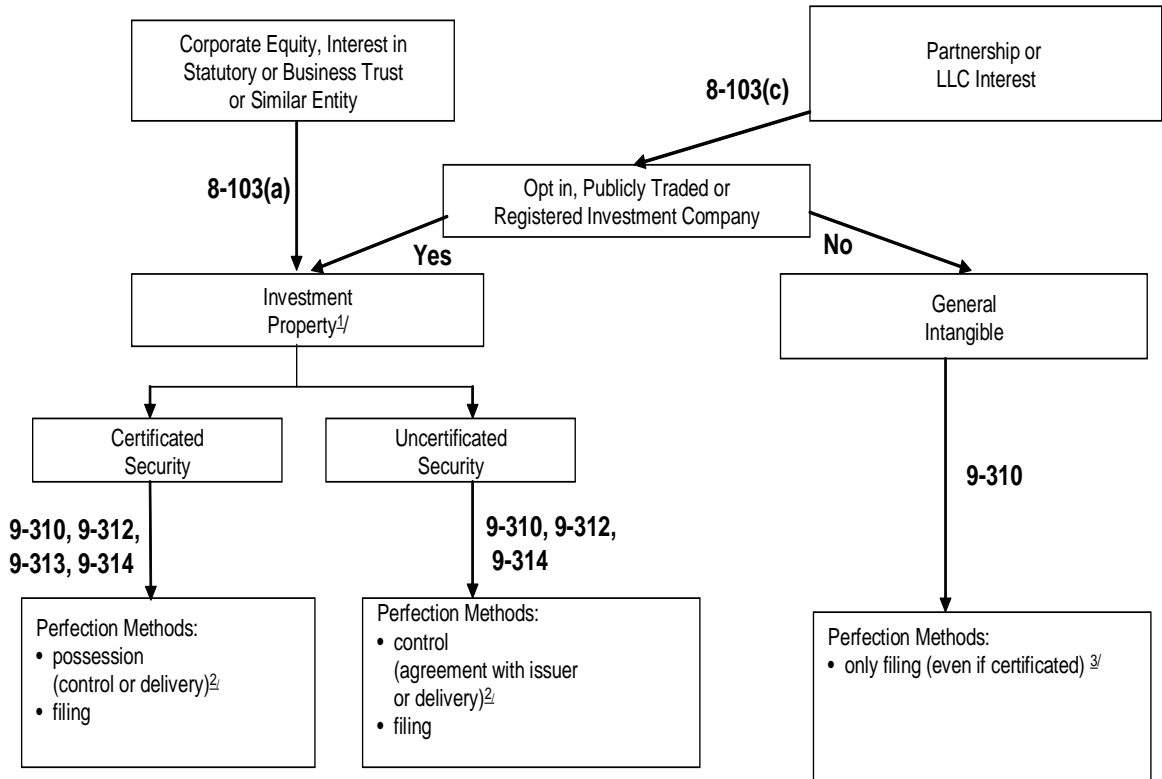 Corporate Equity, Interest in
Statutory or Business Trust
or Similar Entity
Partnership or
LLC Interest
8-103(c)
8-103(a)
Opt in, Publicly Traded or
Registered Investment Company
Yes
No
Investment
Property1/
General
Intangible
Certificated
Security
Uncertificated
Security
9-310, 9-312,
9-313, 9-314
9-310, 9-312,
9-314
9-310
Perfection Methods:
• possession
(control or delivery)2/
• filing
Perfection Methods:
• control
(agreement with issuer
or delivery)2/
• filing
Perfection Methods:
• only filing (even if certificated) 3/